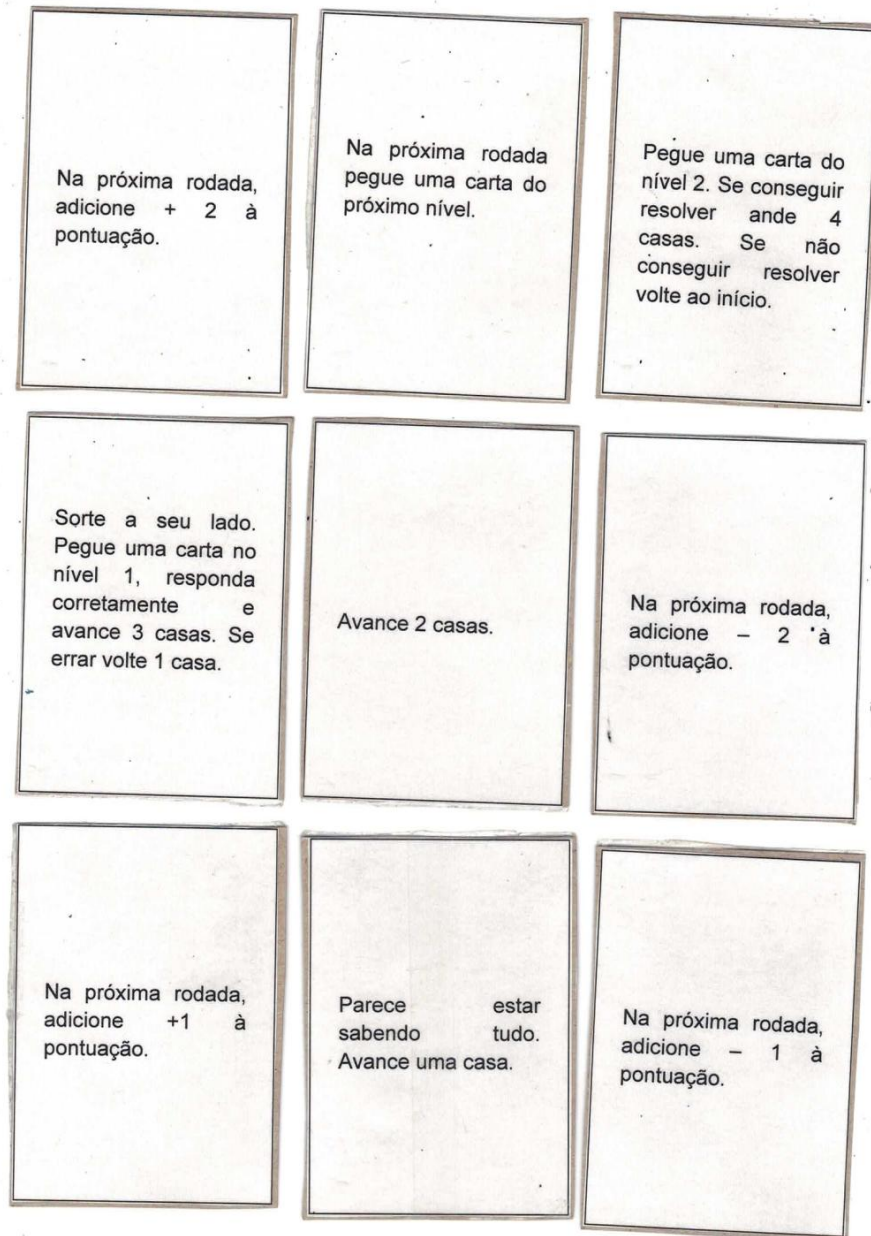 Na próxima rodada,
adicione + 2 à
pontuação.
Na próxima rodada
pegue uma carta do
próximo nível.
Pegue uma carta do
nível 2. Se conseguir
resolver ande 4
casas. Se não
conseguir resolver
volte ao início.
Sorte a seu lado.
Pegue uma carta no
nível 1, responda
corretamente e
avance 3 casas. Se
errar volte 1 casa.
Avance 2 casas.
Na próxima rodada,
adicione – 2 à
pontuação.
Na próxima rodada,
adicione +1 à
pontuação.
Parece estar
sabendo tudo.
Avance uma casa.
Na próxima rodada,
adicione – 1 à
pontuação.